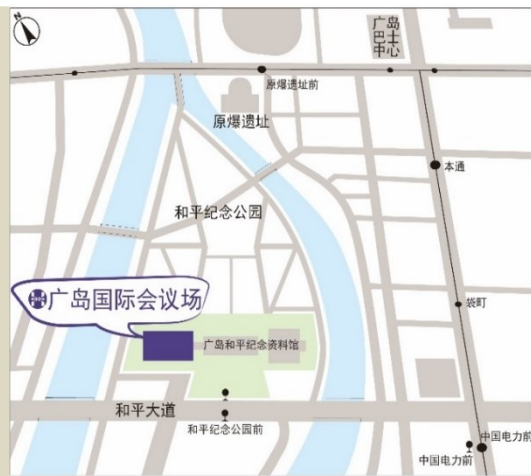 N
广岛
巴士
中心
原爆遗址前
原爆遗址
本通
和平纪念公园
广岛国际会议场
袋町
广岛和平纪念资料馆
和平大道
和平纪念公园前
中国电力前
中国电力前